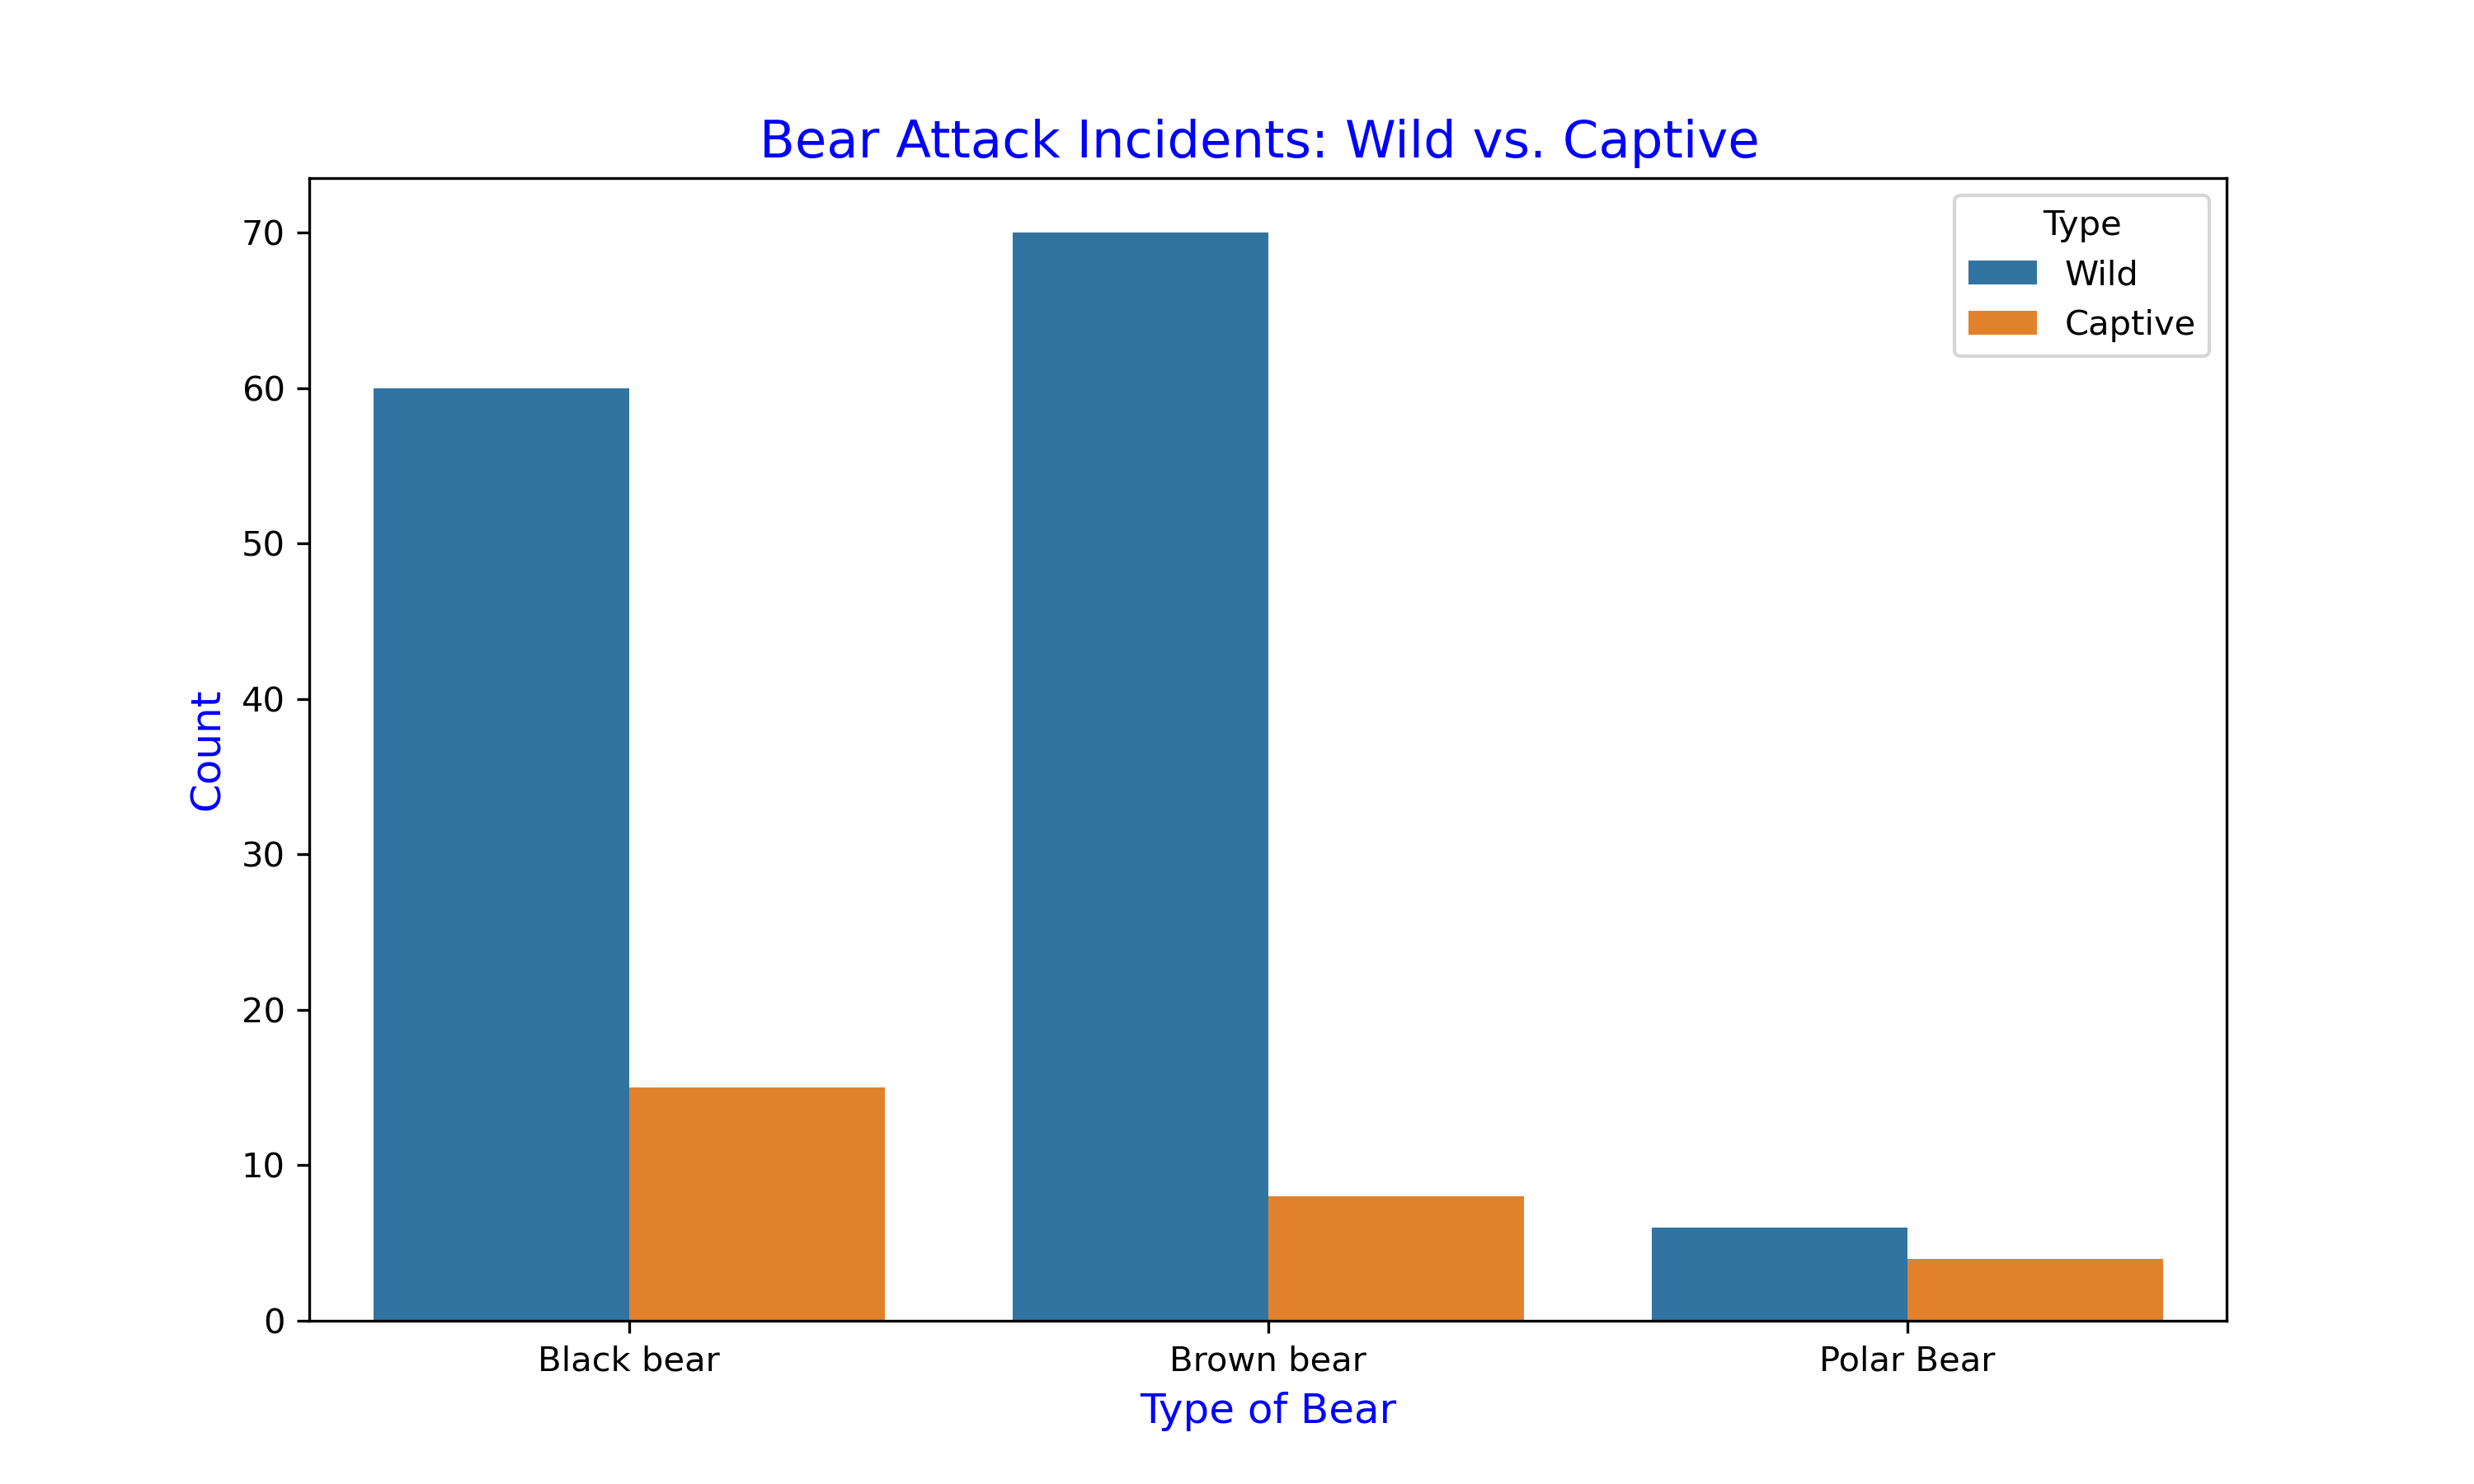 Bear Attack Incidents: Wild vs. Captive
Type
Wild
Captive
Count
70
60
50
40
30
20
10
0
Black bear
Brown bear
Polar Bear
Type of Bear